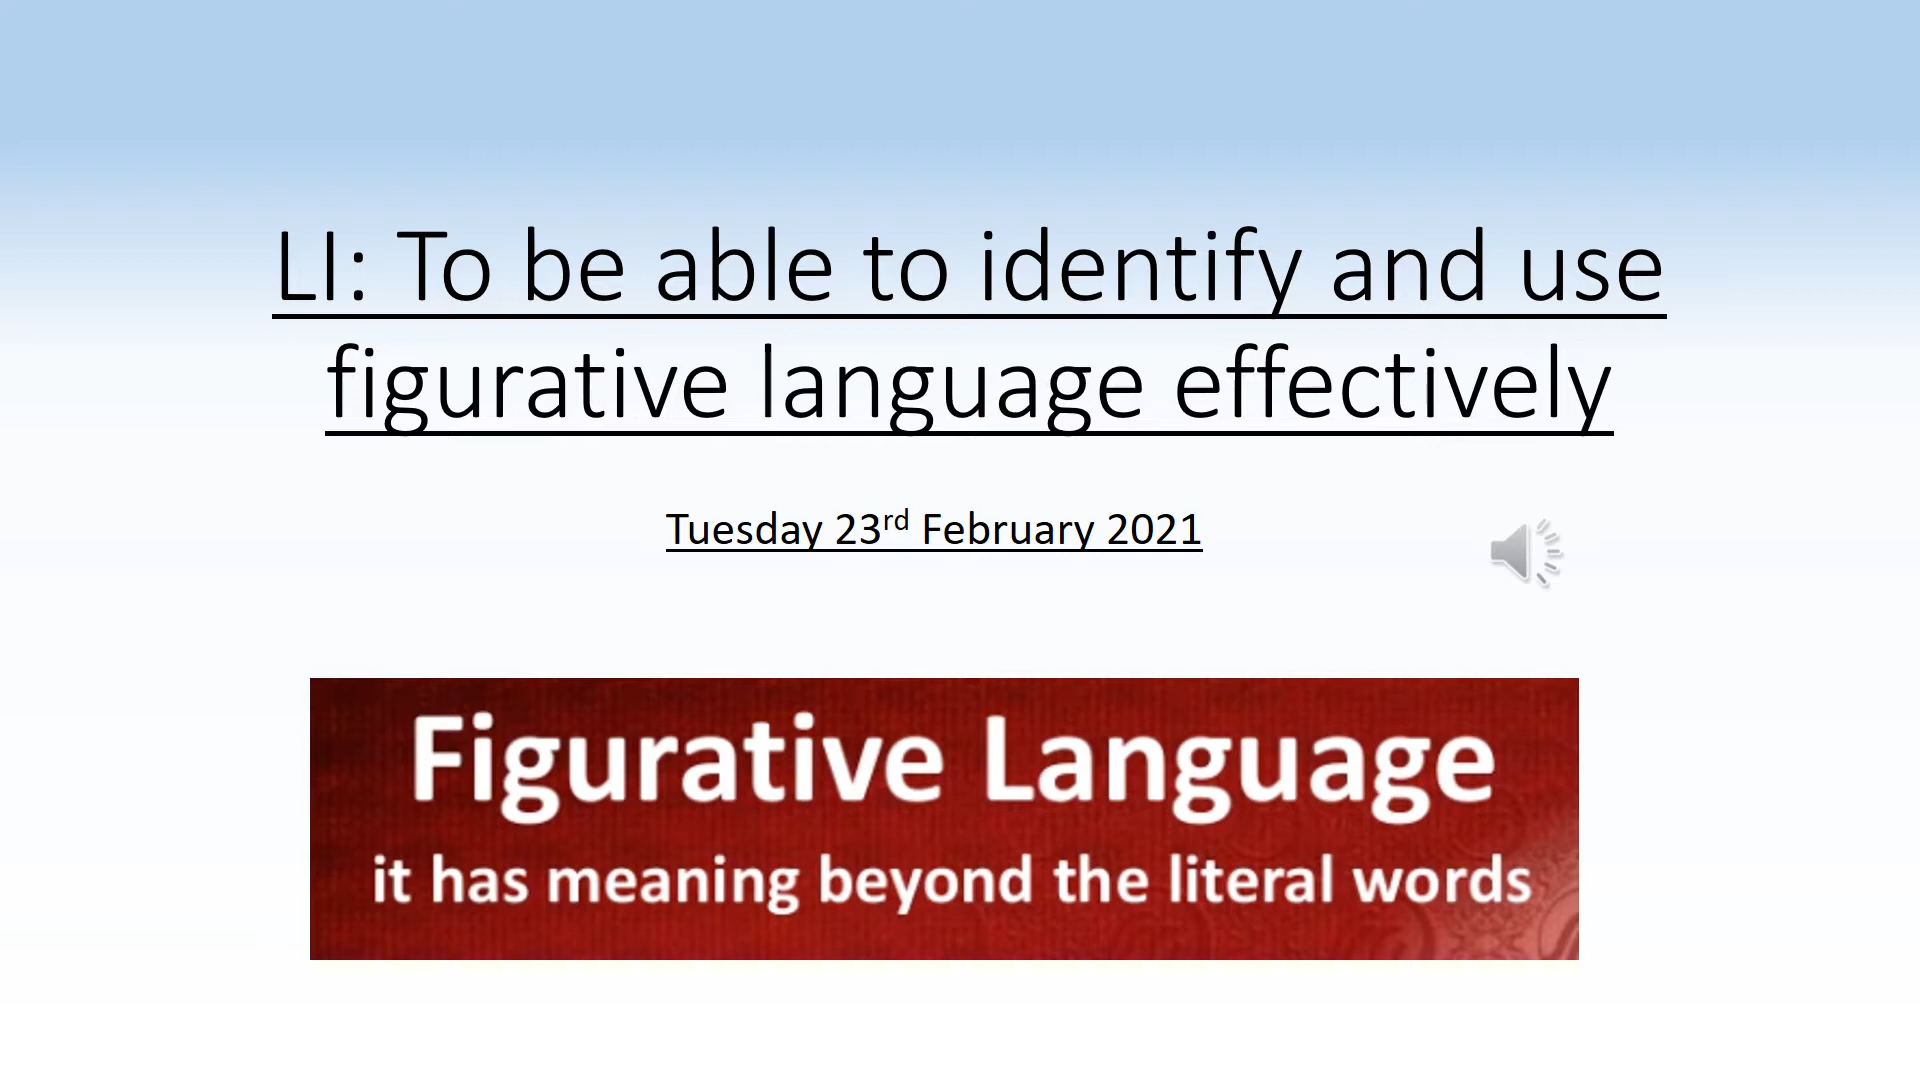 LI: To be able to identify and use
figurative language effectively
Tuesday 23rd February 2021
Figurative Language
it has meaning beyond the literal words